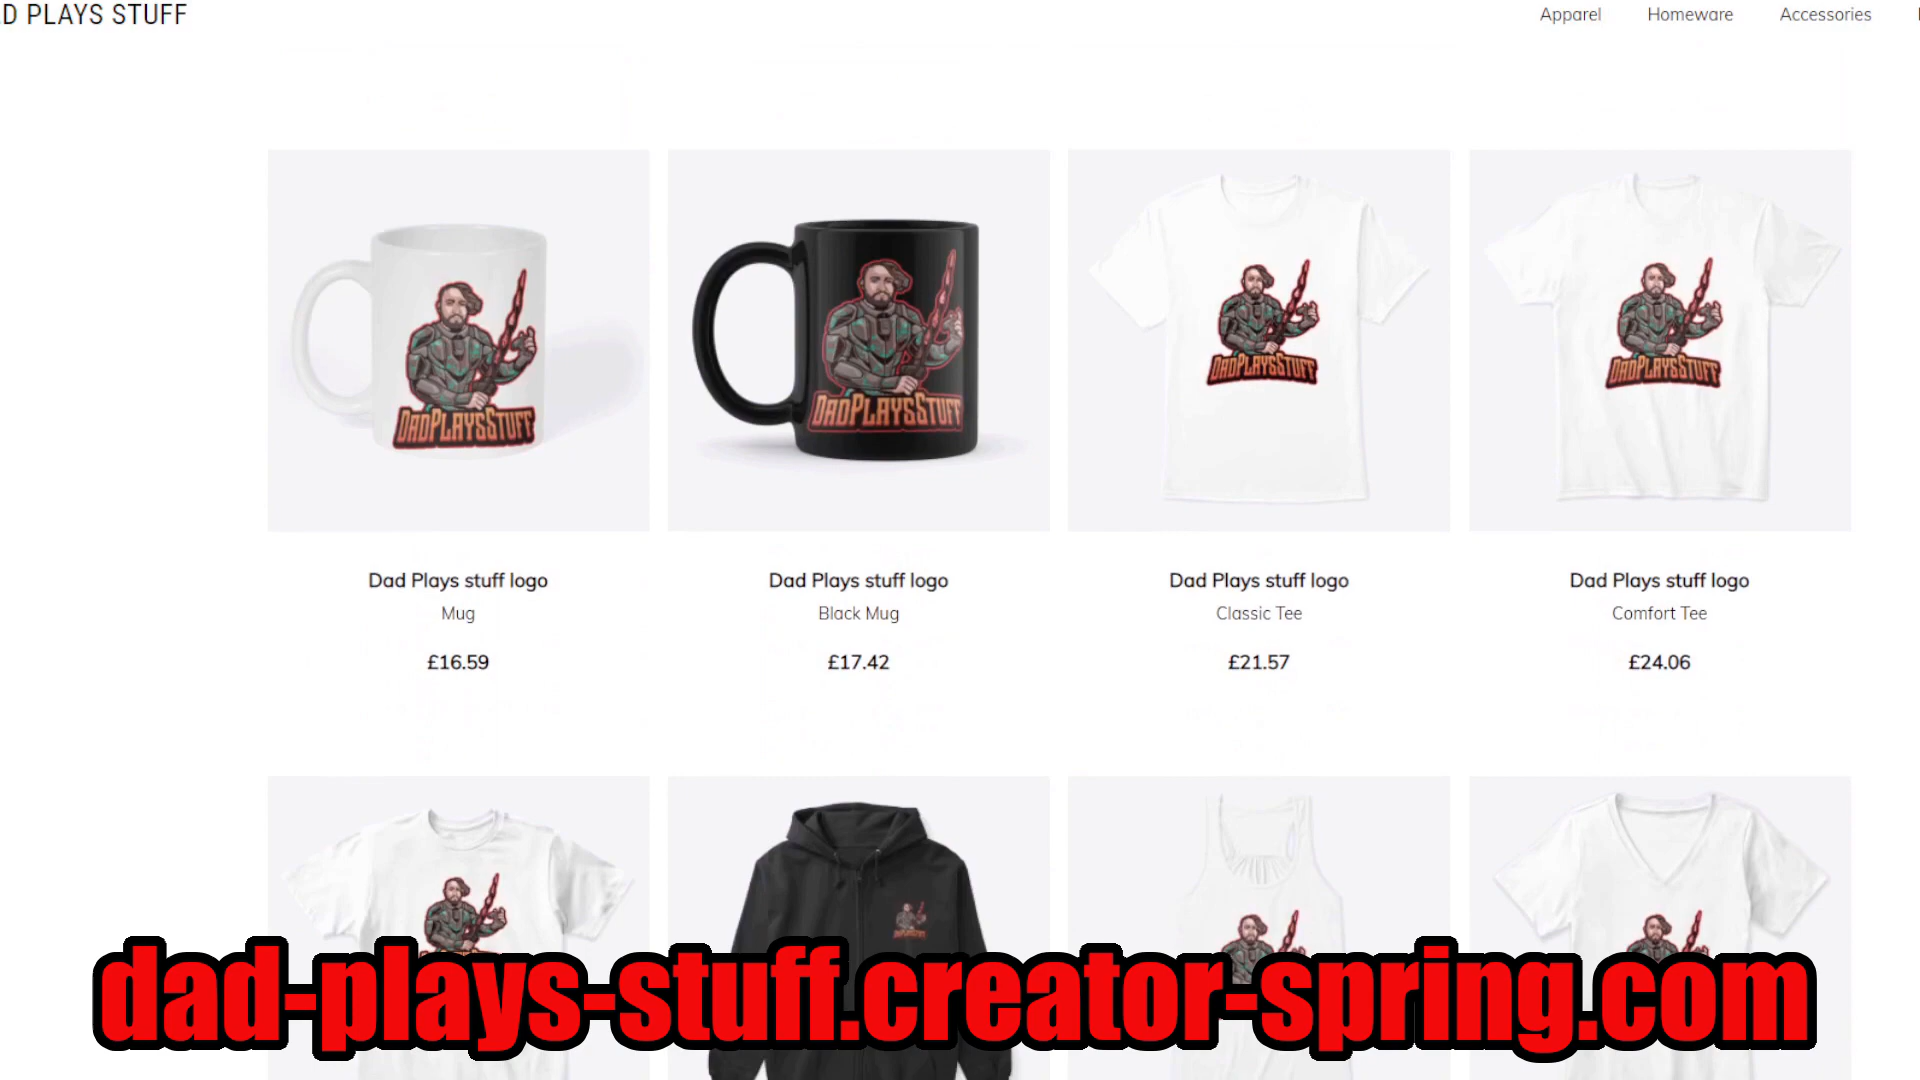 D PLAYS STUFF
Apparel Homeware Accessories
DADPLAYSSTUFF DADPLAYSSTUFF DADPLAYSSTUFF DADPLAYSSTUFF
Dad Plays stuff logo Dad Plays stuff logo Dad Plays stuff logo Dad Plays stuff logo
Mug Black Mug Classic Tee Comfort Tee
£16.59 £17.42 £21.57 £24.06
DADPLAYSSTUFF
dad-plays-stuff.creator-spring.com